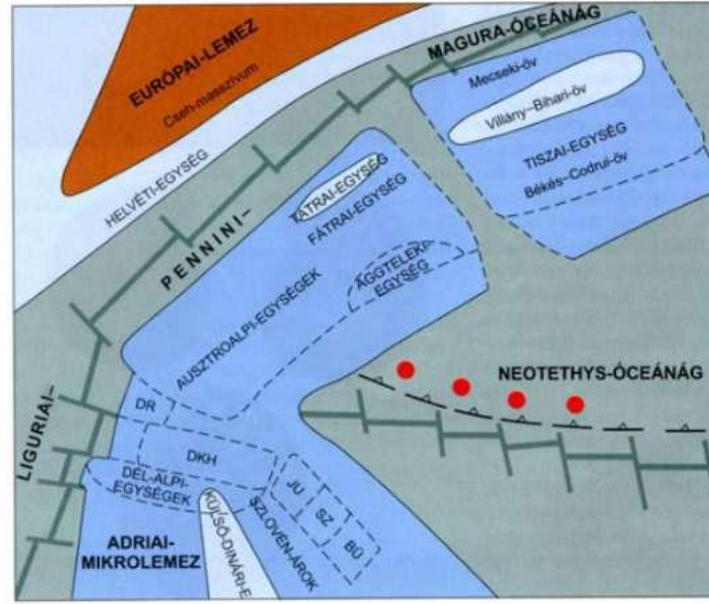 EURÓPAI-LEMEZ
Cseh-masszívum
MAGURA-ÓCEÁNÁG
Mecseki-öv
Villány–Bihari-öv
TISZAI-EGYSÉG
Békés–Codrui-öv
HELVÉTI-EGYSÉG
TÁTRAI-EGYSÉG
FÁTRAI-EGYSÉG
PENNINI–
AUSZTROALPI-EGYSÉGEK
AGGTELEKI-
EGYSÉG
NEOTETHYS-ÓCEÁNÁG
LIGURIAI–
DR
DKH
DÉL-ALPI-
EGYSÉGEK
KÜLSŐ-DINÁRI-E
SZLOVÉN-ÁROK
JU
SZ
BÜ
ADRIAI-
MIKROLEMEZ